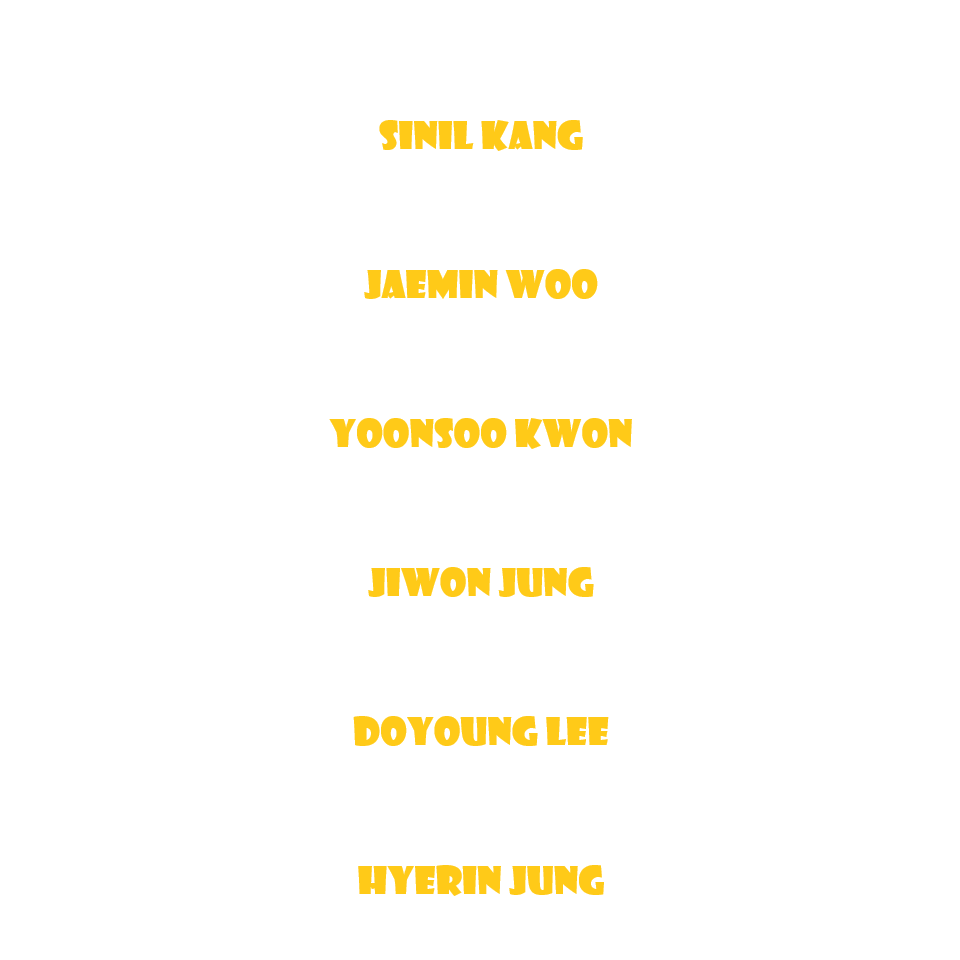 SINIL KANG
JAEMIN WOO
YOONSOO KWON
JIWON JUNG
DOYOUNG LEE
HYERIN JUNG